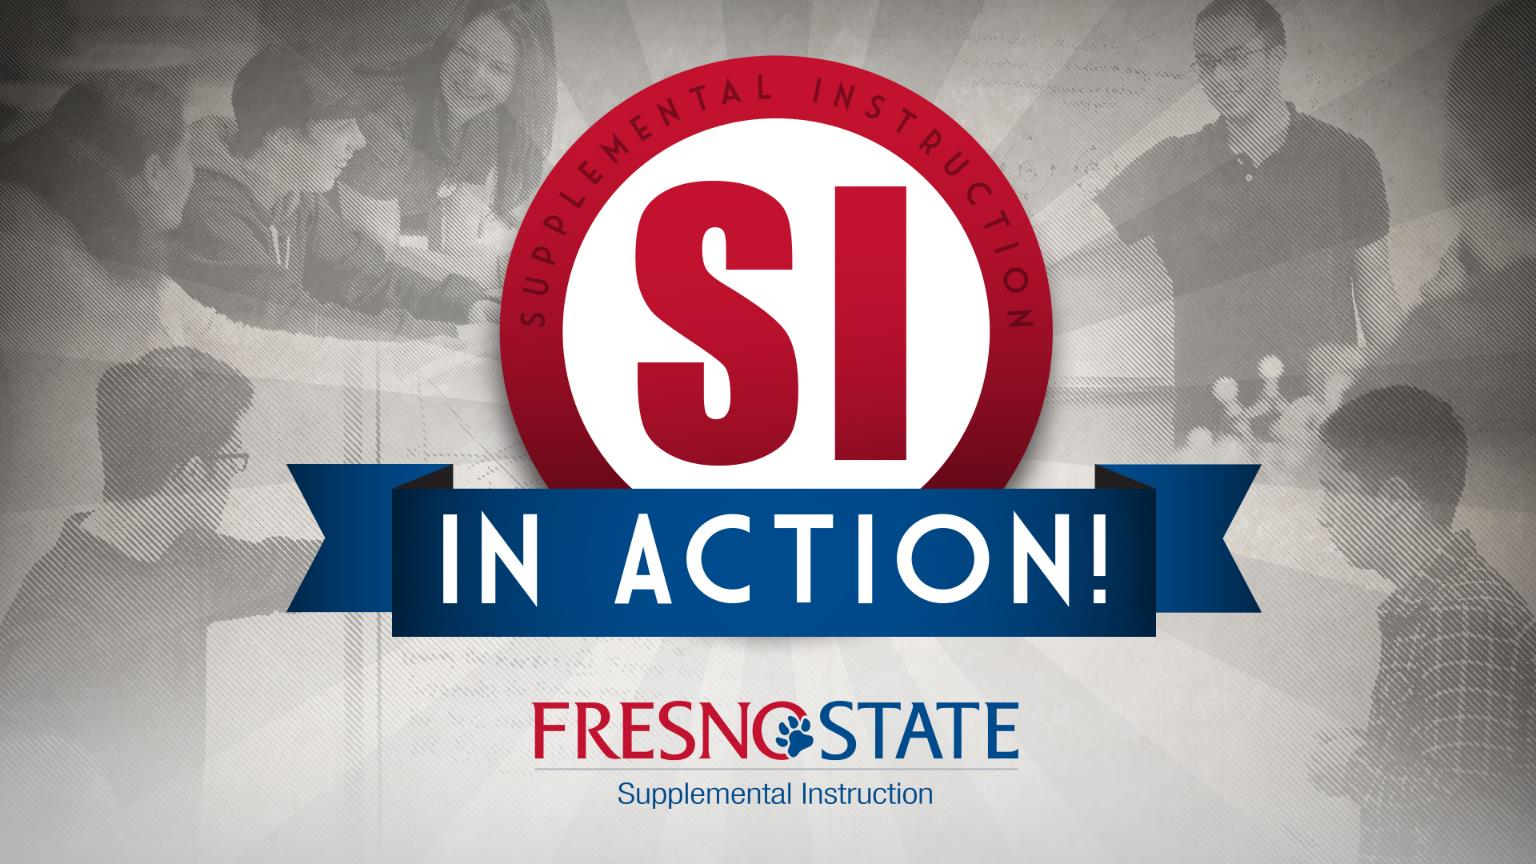 SUPPLEMENTAL INSTRUCTION
SI
IN ACTION!
FRESNO STATE
Supplemental Instruction